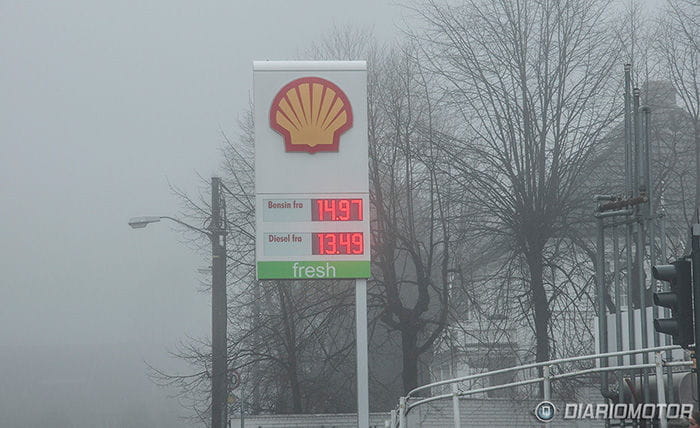 Bensin fra 14.97
Diesel fra 13.49
fresh
DIARIOMOTOR